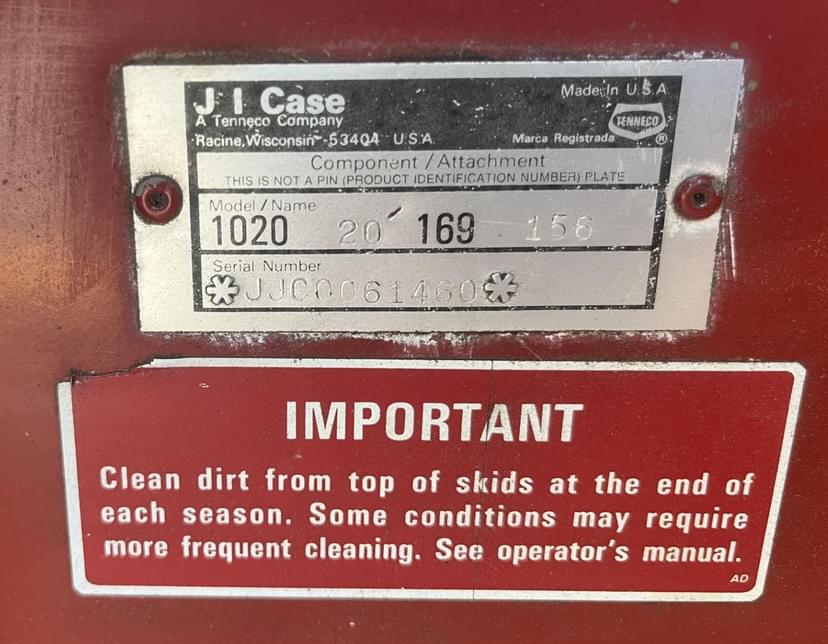 J I Case
A Tenneco Company
Racine, Wisconsin - 53404 U.S.A.
Made In U.S.A.
TENNECO
Marca Registrada ®
Component / Attachment
THIS IS NOT A PIN (PRODUCT IDENTIFICATION NUMBER) PLATE
Model / Name
1020 20' 169 156
Serial Number
*JJC0061460*
IMPORTANT
Clean dirt from top of skids at the end of
each season. Some conditions may require
more frequent cleaning. See operator's manual.
AD